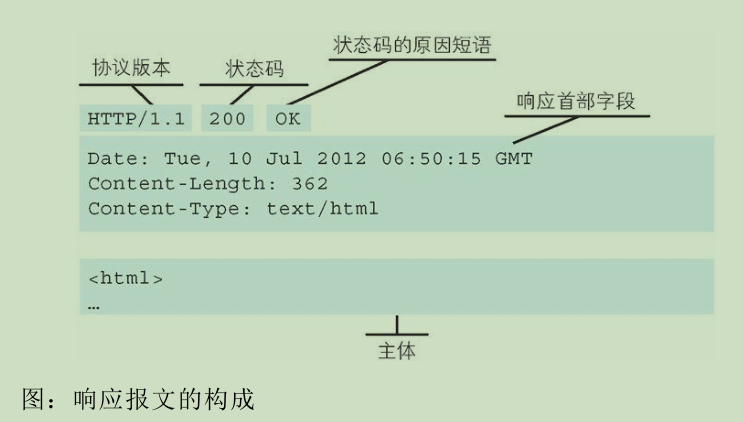 状态码的原因短语
协议版本
状态码
响应首部字段
HTTP/1.1 200 OK
Date: Tue, 10 Jul 2012 06:50:15 GMT
Content-Length: 362
Content-Type: text/html
<html>
…
主体
图：响应报文的构成